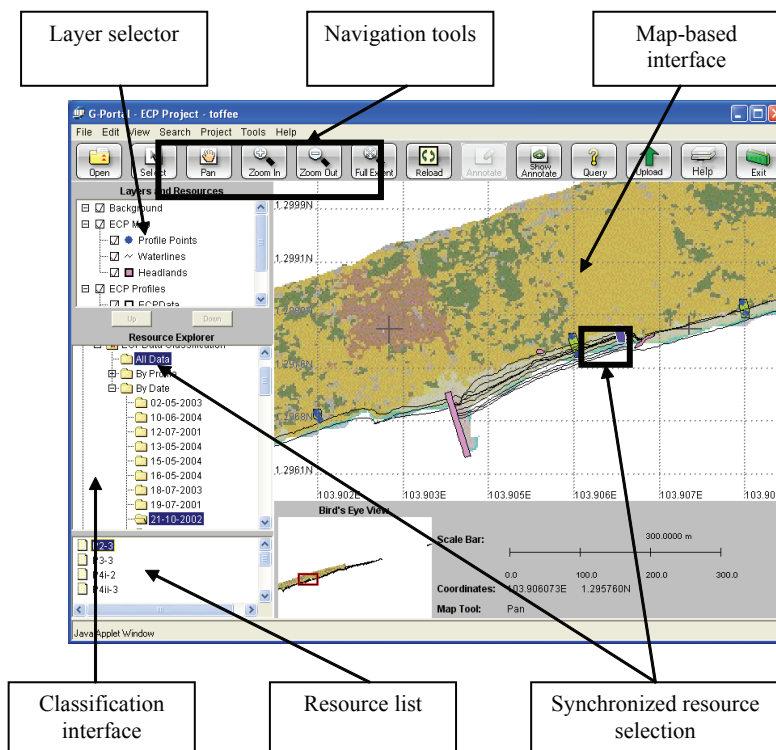 Layer selector
Navigation tools
Map-based
interface
G-Portal - ECP Project - toffee
File Edit View Search Project Tools Help
Open
Select
Pan
Zoom In
Zoom Out
Full Extent
Reload
Annotate
Show
Annotate
Query
Upload
Help
Exit
Layers and Resources
Background
ECP Map
Profile Points
Waterlines
Headlands
ECP Profiles
ECPData
Up
Down
Resource Explorer
ECPData Classification
All Data
By Profile
By Date
02-05-2003
10-06-2004
12-07-2001
13-05-2004
15-05-2004
16-05-2004
18-07-2003
19-07-2001
21-10-2002
P2-3
P3-3
P4i-2
P4ii-3
1.2999N
1.2991N
1.2968N
1.2961N
103.902E
103.903E
103.905E
103.906E
103.907E
103.90
Bird's Eye View
Scale Bar:
300.0000 m
0.0
100.0
200.0
300.0
Coordinates: 103.906073E 1.295760N
Map Tool: Pan
Java Applet Window
Classification
interface
Resource list
Synchronized resource
selection